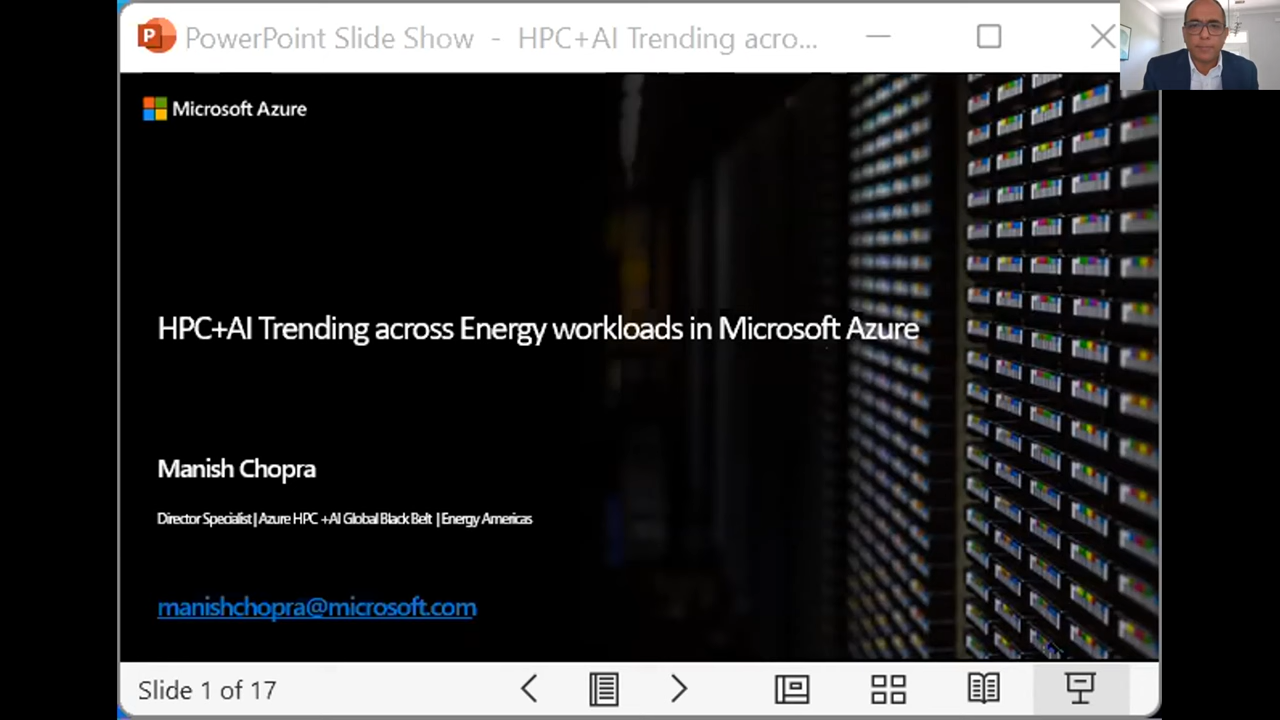 PowerPoint Slide Show - HPC+AI Trending acro...
Microsoft Azure
HPC+AI Trending across Energy workloads in Microsoft Azure
Manish Chopra
Director Specialist | Azure HPC +AI Global Black Belt | Energy Americas
manishchopra@microsoft.com
Slide 1 of 17